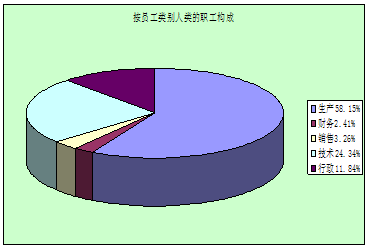 按员工类别人类的职工构成
生产58.15%
财务2.41%
销售3.26%
技术24.34%
行政11.84%